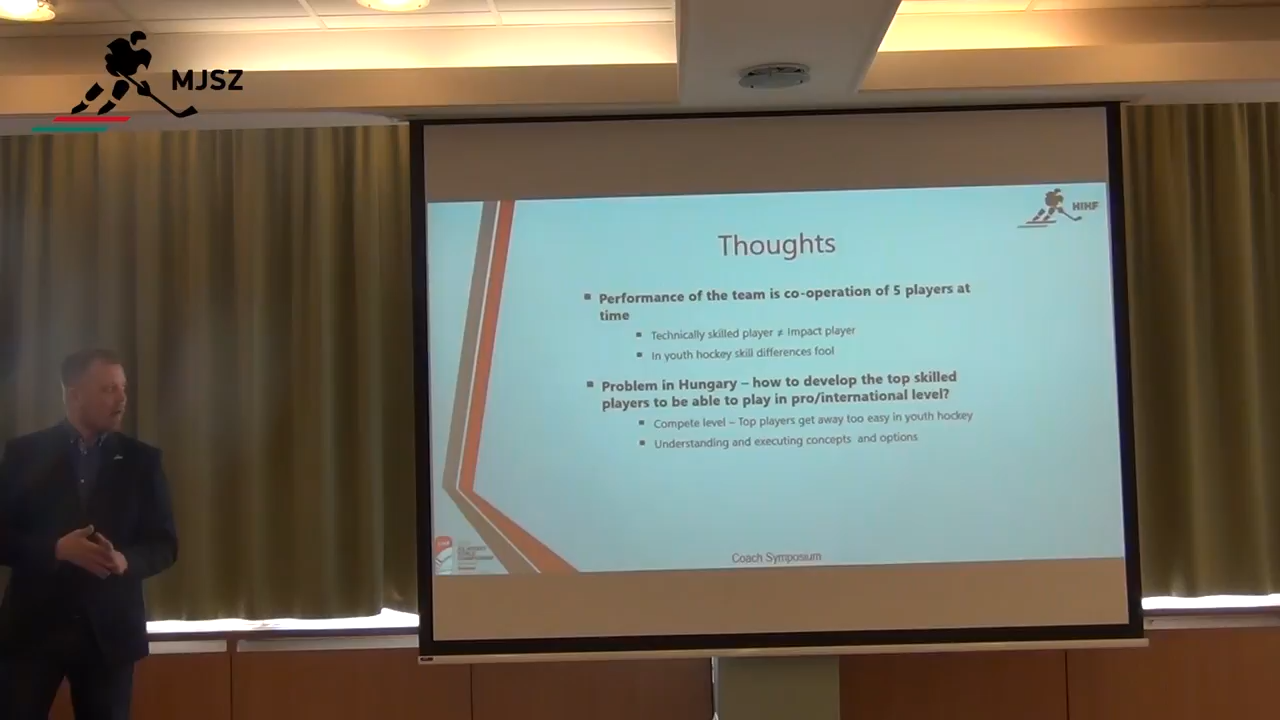 MJSZ
HIHF
Thoughts
Performance of the team is co-operation of 5 players at
time
Technically skilled player ≠ Impact player
In youth hockey skill differences fool
Problem in Hungary – how to develop the top skilled
players to be able to play in pro/international level?
Compete level – Top players get away too easy in youth hockey
Understanding and executing concepts and options
Coach Symposium